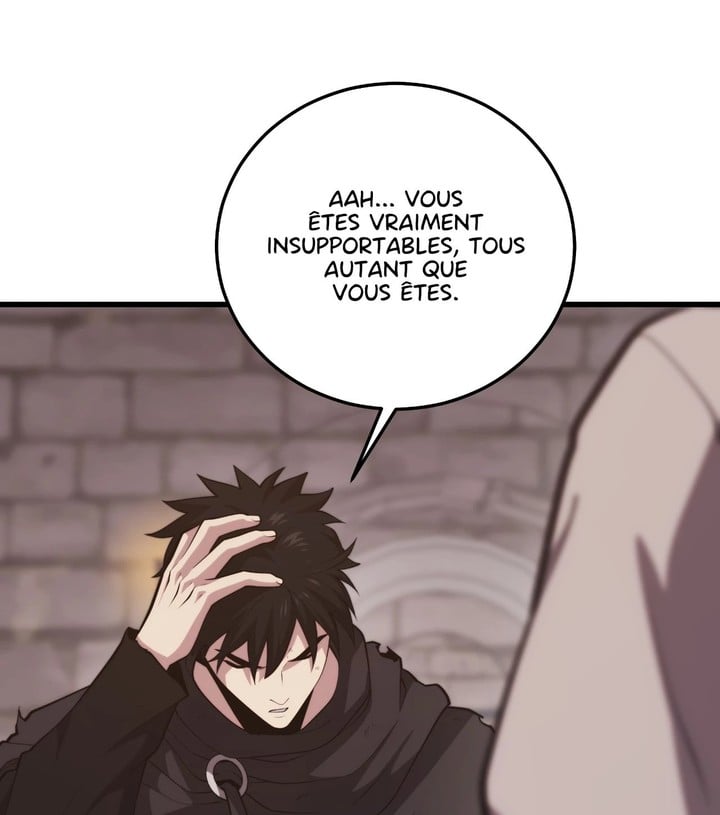 AAH... VOUS
ÊTES VRAIMENT
INSUPPORTABLES, TOUS
AUTANT QUE
VOUS ÊTES.